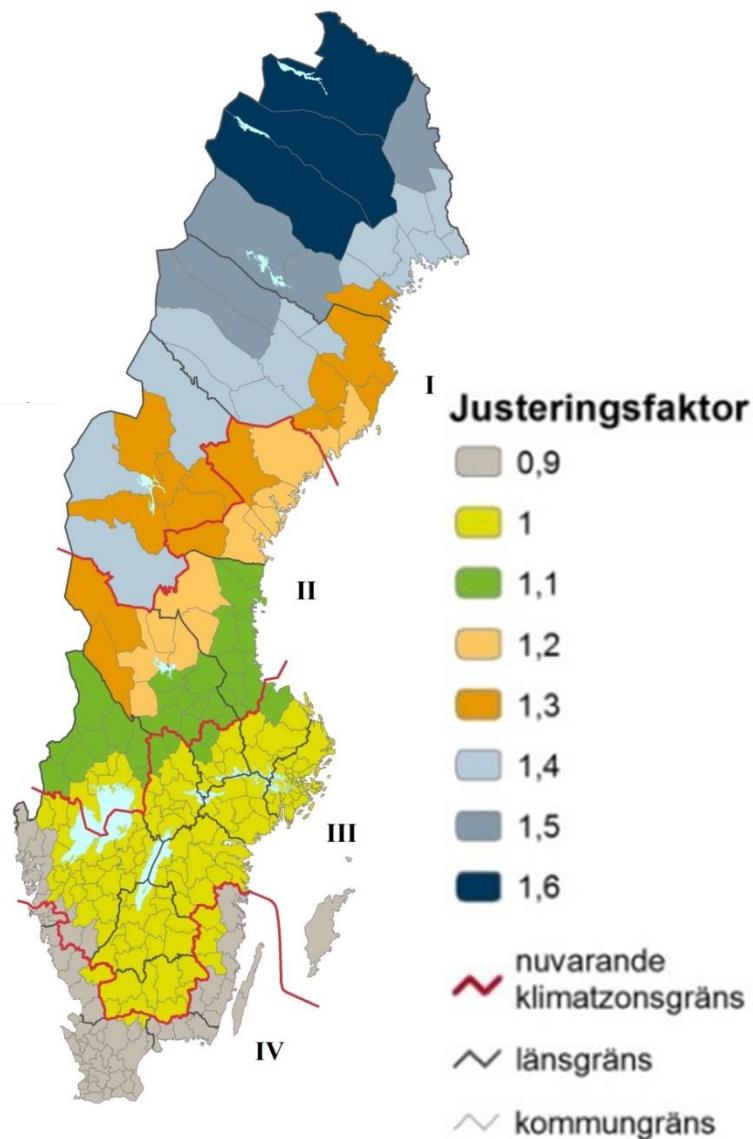 I
II
III
IV
Justeringsfaktor
0,9
1
1,1
1,2
1,3
1,4
1,5
1,6
nuvarande
klimatzonsgräns
länsgräns
kommungräns